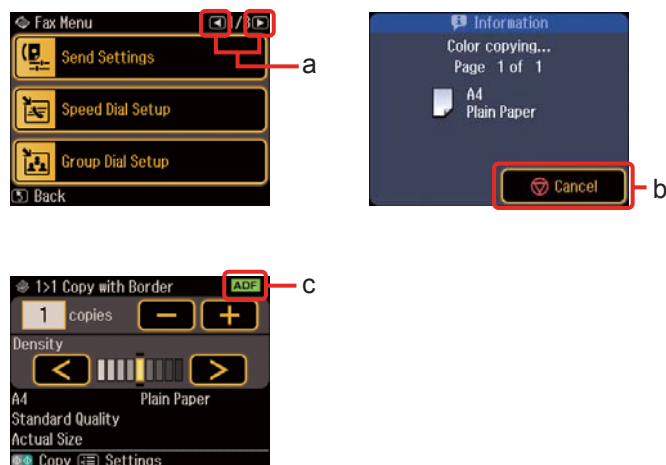 Fax Menu 1/3
a
Send Settings
Speed Dial Setup
Group Dial Setup
Back
Information
Color copying...
Page 1 of 1
A4
Plain Paper
Cancel
b
1>1 Copy with Border ADF
c
1 copies
Density
A4 Plain Paper
Standard Quality
Actual Size
Copy Settings